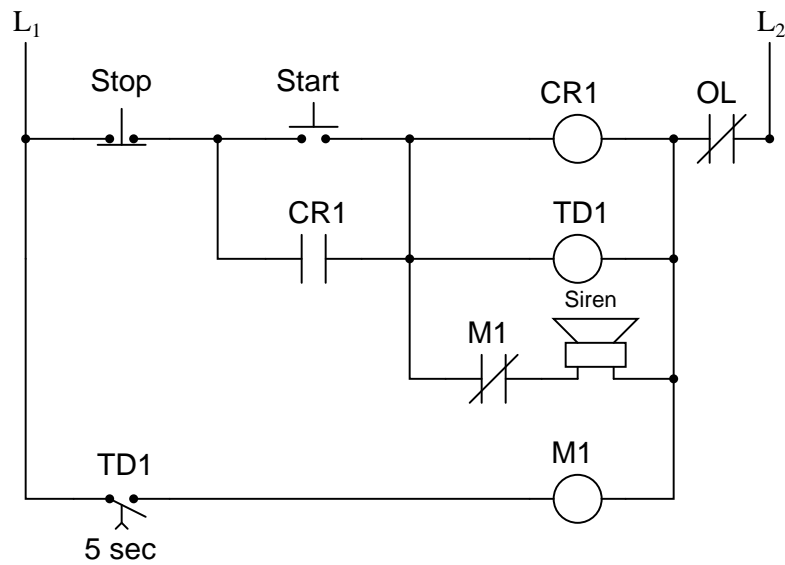 L₁
L₂
Stop
Start
CR1
OL
CR1
TD1
Siren
M1
TD1
M1
5 sec